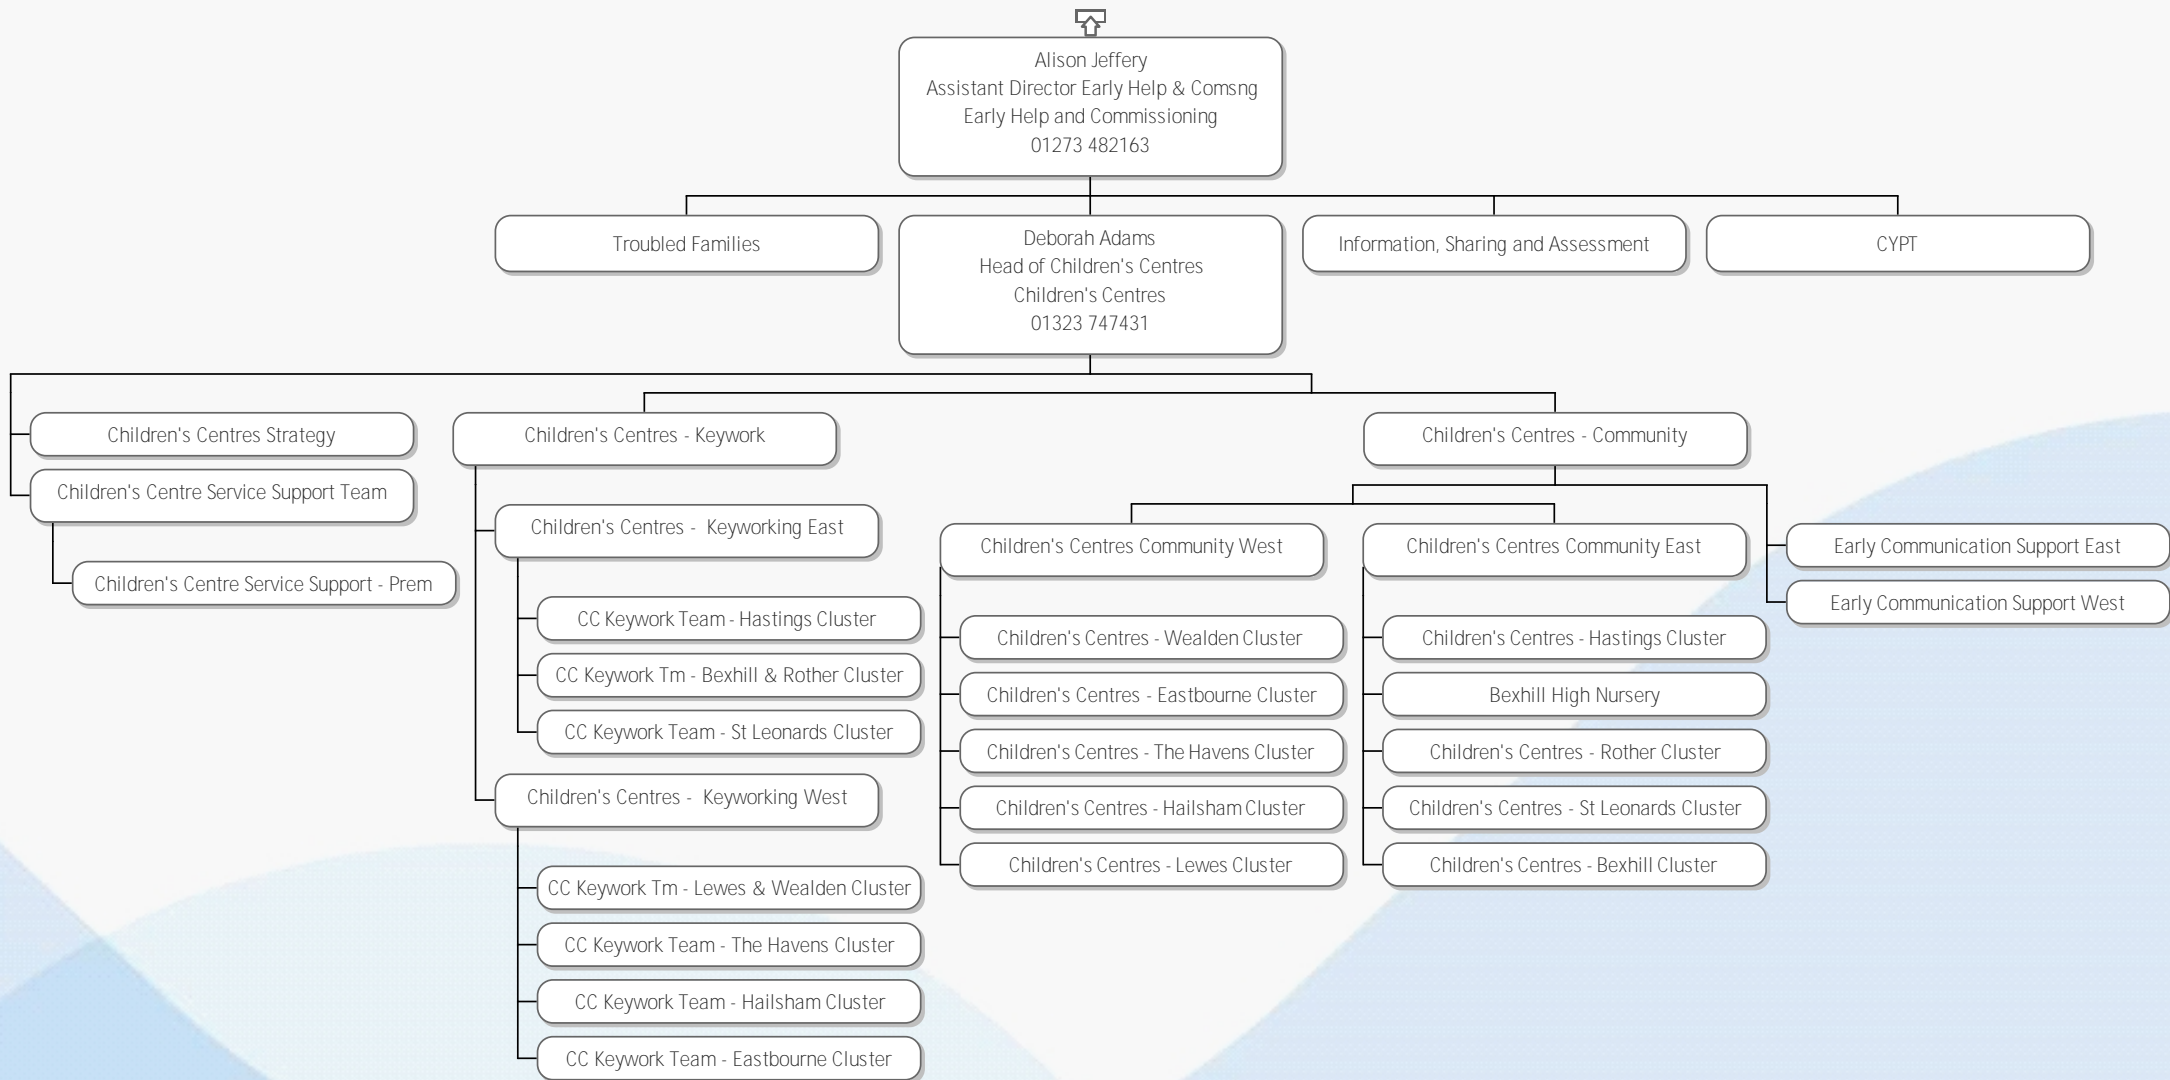 Alison Jeffery
Assistant Director Early Help & Comsng
Early Help and Commissioning
01273 482163
Troubled Families
Deborah Adams
Head of Children's Centres
Children's Centres
01323 747431
Information, Sharing and Assessment
CYPT
Children's Centres Strategy
Children's Centre Service Support Team
Children's Centre Service Support - Prem
Children's Centres - Keywork
Children's Centres - Keyworking East
CC Keywork Team - Hastings Cluster
CC Keywork Tm - Bexhill & Rother Cluster
CC Keywork Team - St Leonards Cluster
Children's Centres - Keyworking West
CC Keywork Tm - Lewes & Wealden Cluster
CC Keywork Team - The Havens Cluster
CC Keywork Team - Hailsham Cluster
CC Keywork Team - Eastbourne Cluster
Children's Centres - Community
Children's Centres Community West
Children's Centres - Wealden Cluster
Children's Centres - Eastbourne Cluster
Children's Centres - The Havens Cluster
Children's Centres - Hailsham Cluster
Children's Centres - Lewes Cluster
Children's Centres Community East
Children's Centres - Hastings Cluster
Bexhill High Nursery
Children's Centres - Rother Cluster
Children's Centres - St Leonards Cluster
Children's Centres - Bexhill Cluster
Early Communication Support East
Early Communication Support West